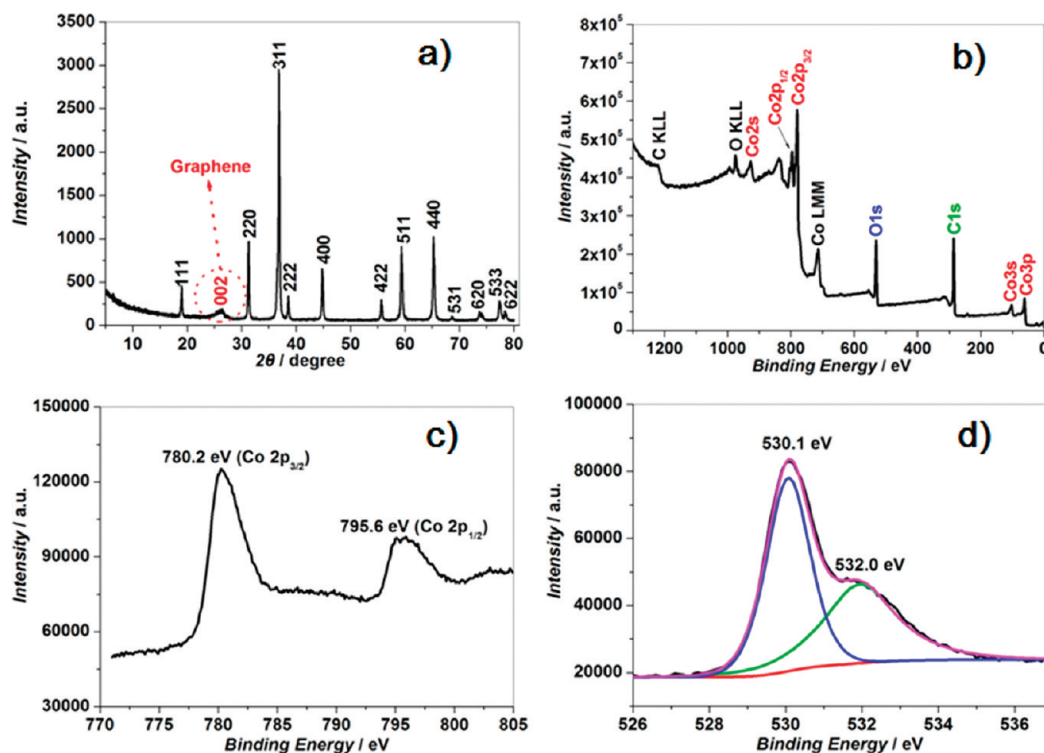 a)
Intensity / a.u.
3500
3000
2500
2000
1500
1000
500
0
Graphene
111
002
220
311
222
400
422
511
440
531
620
533
622
10 20 30 40 50 60 70 80
2θ / degree
b)
Intensity / a.u.
8x10⁵
7x10⁵
6x10⁵
5x10⁵
4x10⁵
3x10⁵
2x10⁵
1x10⁵
0
C KLL
O KLL
Co2s
Co2p1/2
Co2p3/2
Co LMM
O1s
C1s
Co3s
Co3p
1200 1000 800 600 400 200 0
Binding Energy / eV
c)
Intensity / a.u.
150000
120000
90000
60000
30000
780.2 eV (Co 2p3/2)
795.6 eV (Co 2p1/2)
770 775 780 785 790 795 800 805
Binding Energy / eV
d)
Intensity / a.u.
100000
80000
60000
40000
20000
530.1 eV
532.0 eV
526 528 530 532 534 536
Binding Energy / eV